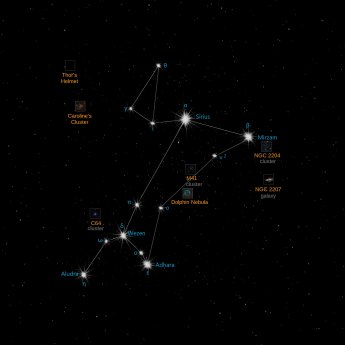 θ
Thor's
Helmet
Caroline's
Cluster
γ
α
Sirius
β
Mirzam
NGC 2204
cluster
M41
cluster
NGC 2207
galaxy
Dolphin Nebula
C64
cluster
δ
Wezen
ω
Adhara
ε
Aludra
η